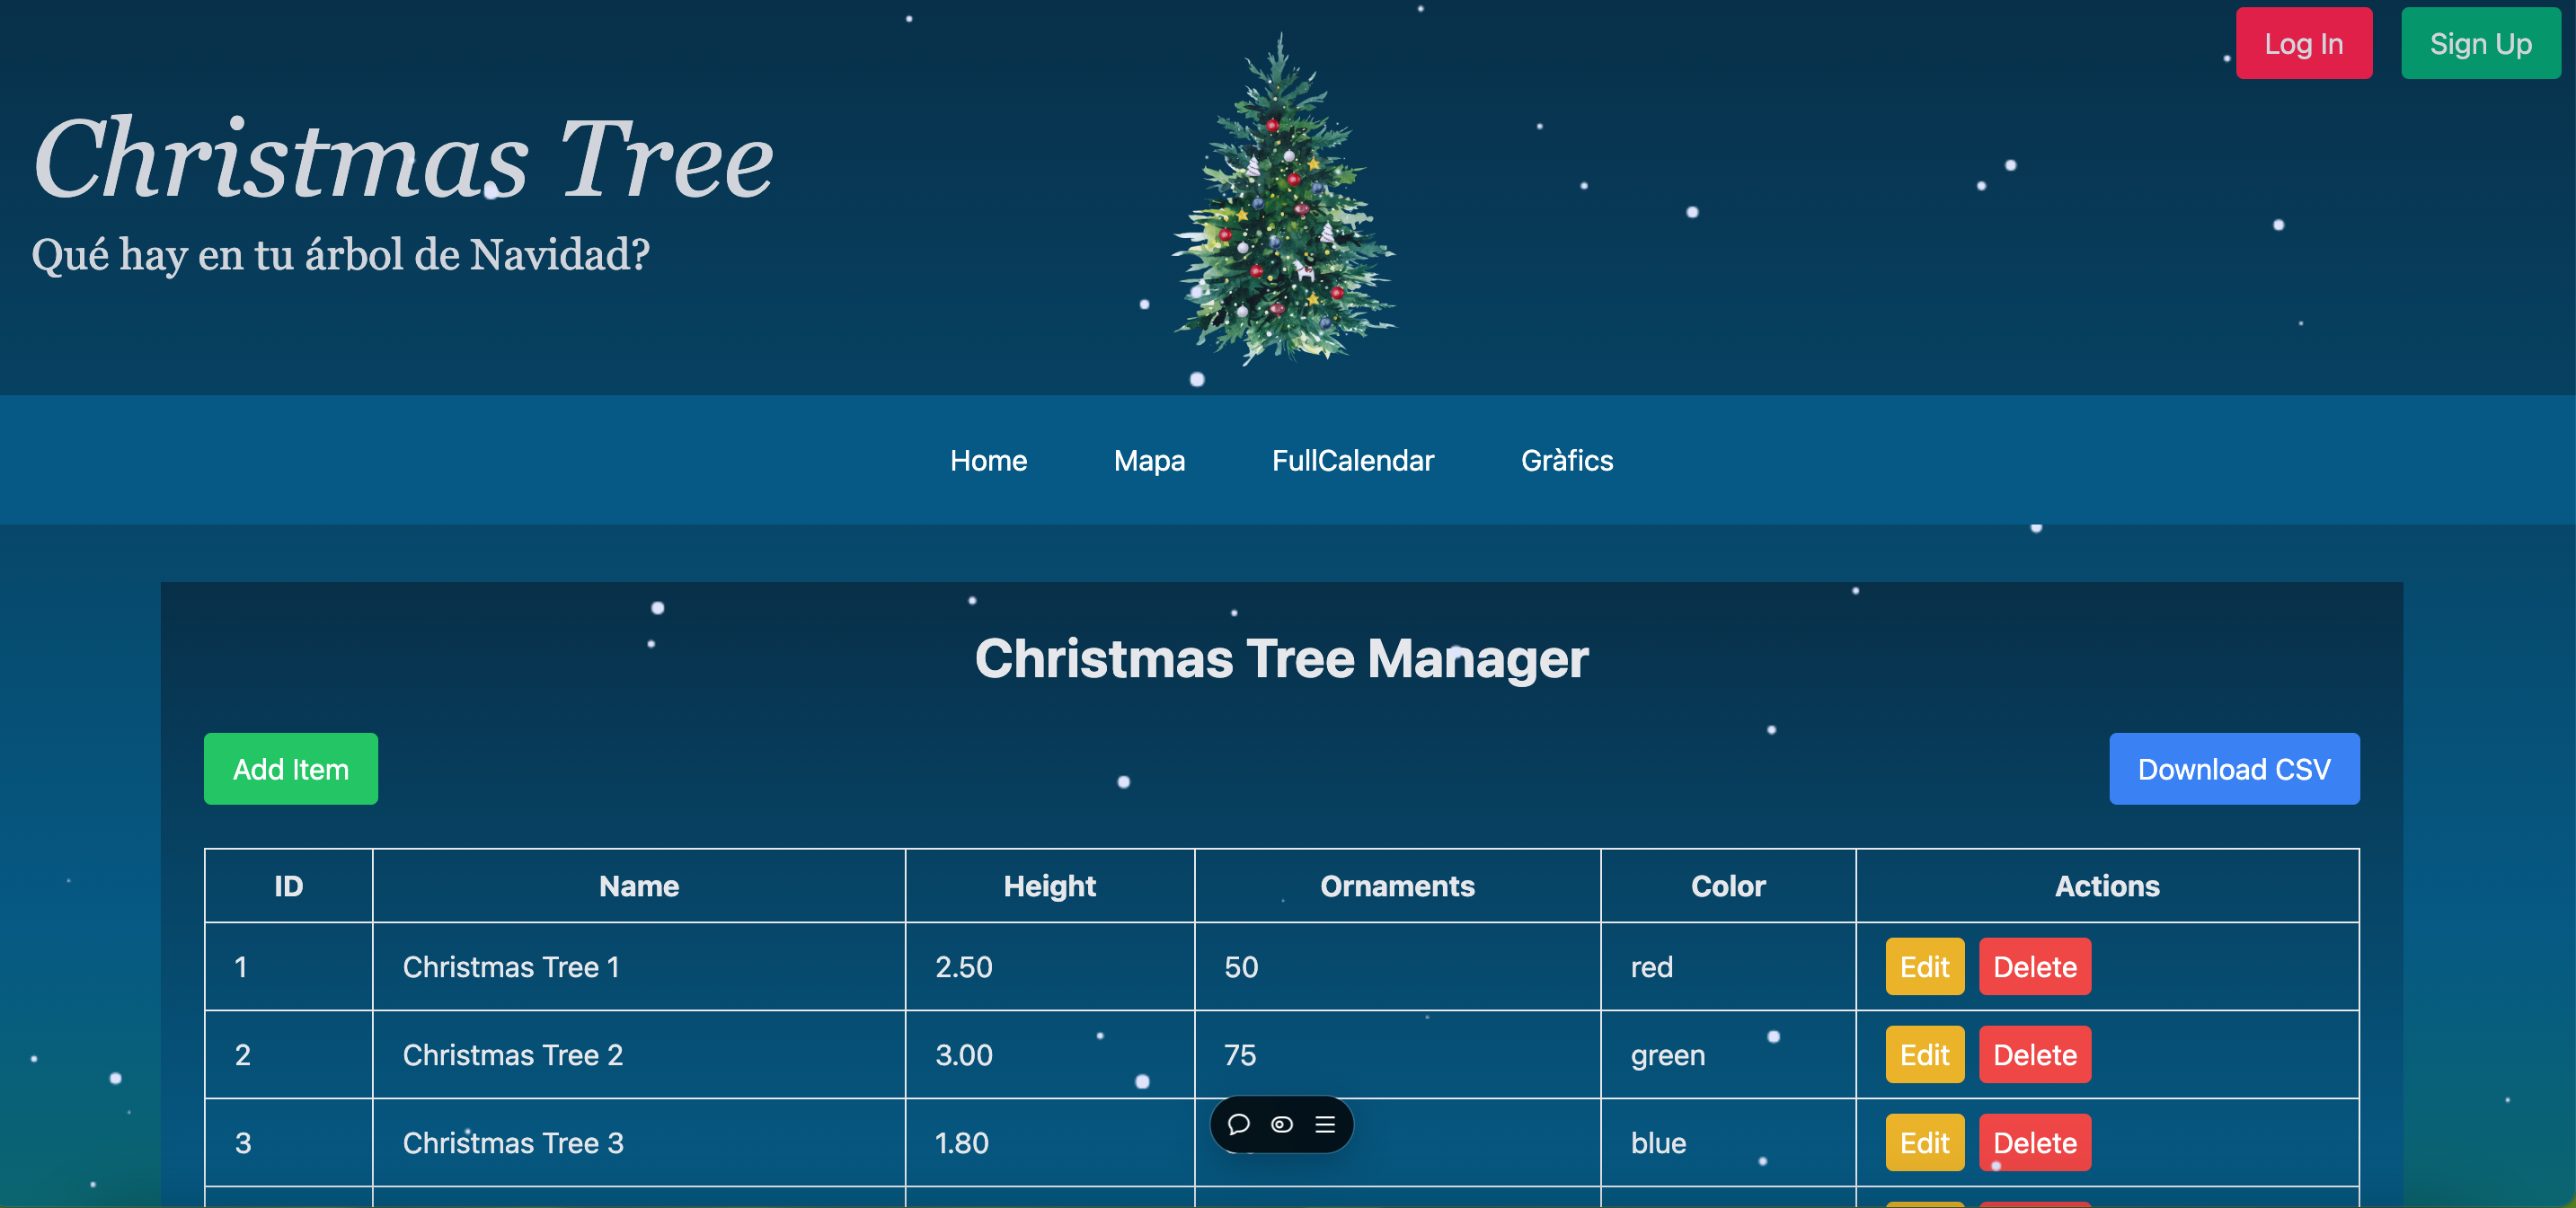 Log In Sign Up
Christmas Tree
Qué hay en tu árbol de Navidad?
Home Mapa FullCalendar Gràfics
Christmas Tree Manager
Add Item Download CSV
ID Name Height Ornaments Color Actions
1 Christmas Tree 1 2.50 50 red Edit Delete
2 Christmas Tree 2 3.00 75 green Edit Delete
3 Christmas Tree 3 1.80 blue Edit Delete